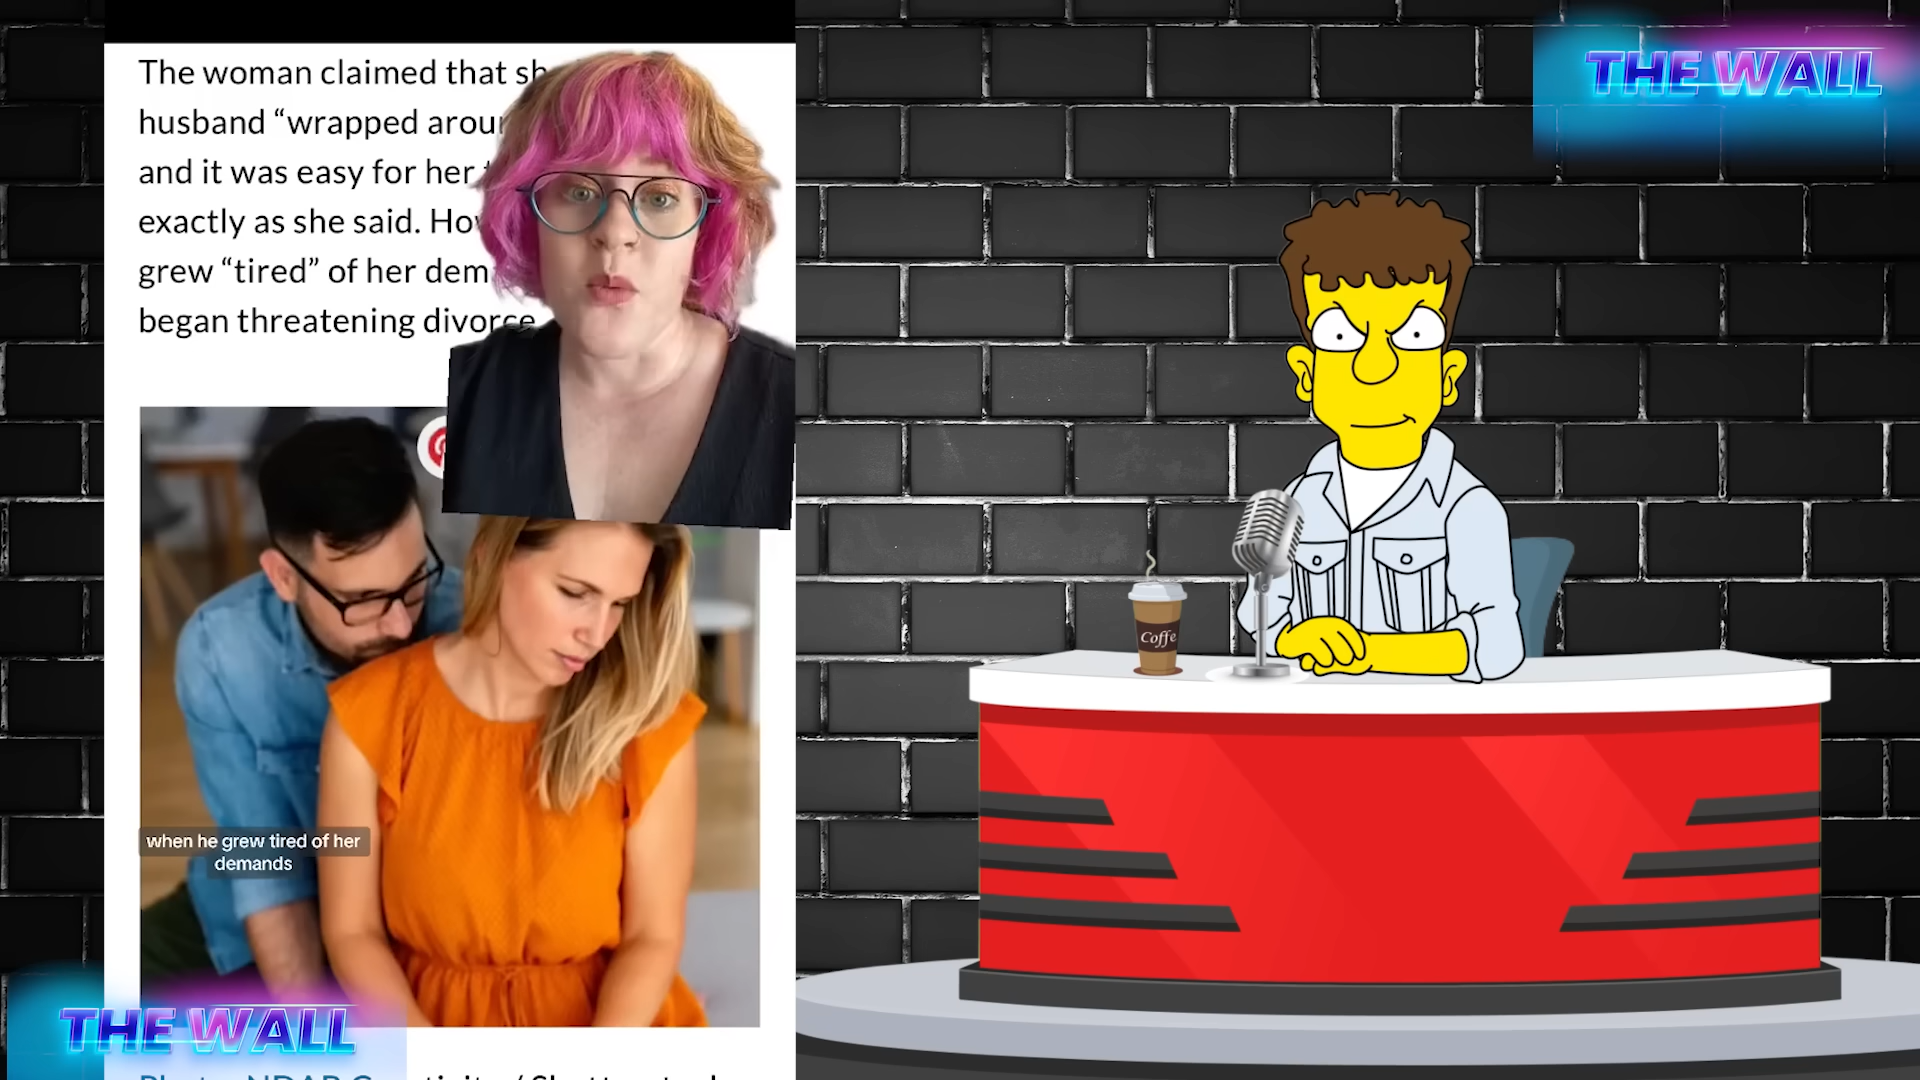 The woman claimed that sh
husband “wrapped arou
and it was easy for her
exactly as she said. Ho
grew “tired” of her dem
began threatening divorce
when he grew tired of her
demands
THE WALL
THE WALL
Coffe